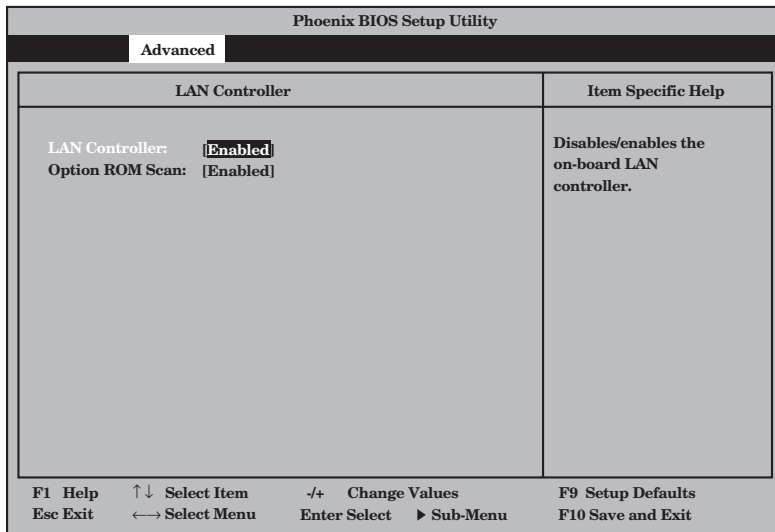 Phoenix BIOS Setup Utility
Advanced
LAN Controller
Item Specific Help
LAN Controller: [Enabled]
Option ROM Scan: [Enabled]
Disables/enables the
on-board LAN
controller.
F1 Help ↑↓ Select Item -/+ Change Values F9 Setup Defaults
Esc Exit ←→ Select Menu Enter Select ▶ Sub-Menu F10 Save and Exit